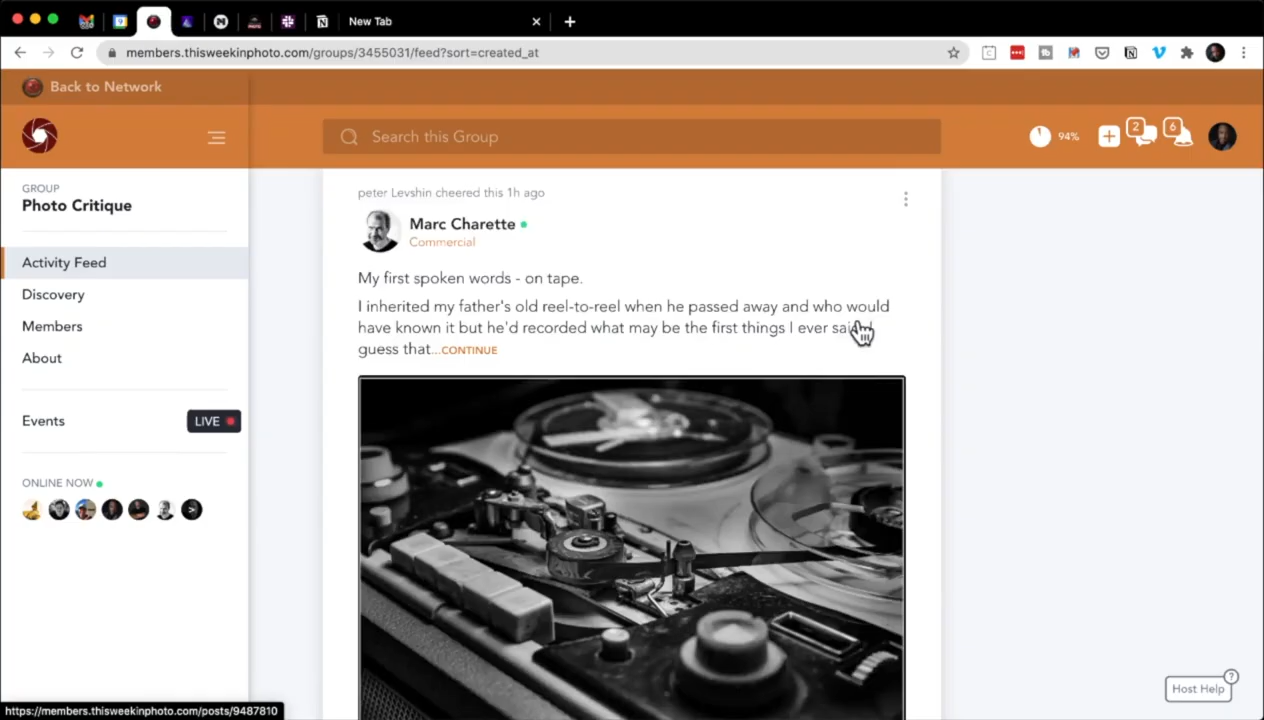 New Tab
members.thisweekinphoto.com/groups/3455031/feed?sort=created_at
Back to Network
Search this Group
94%
2
6
GROUP
Photo Critique
Activity Feed
Discovery
Members
About
Events
LIVE
ONLINE NOW
peter Levshin cheered this 1h ago
Marc Charette
Commercial
My first spoken words - on tape.
I inherited my father's old reel-to-reel when he passed away and who would
have known it but he'd recorded what may be the first things I ever
guess that...CONTINUE
Host Help
?
https://members.thisweekinphoto.com/posts/9487810